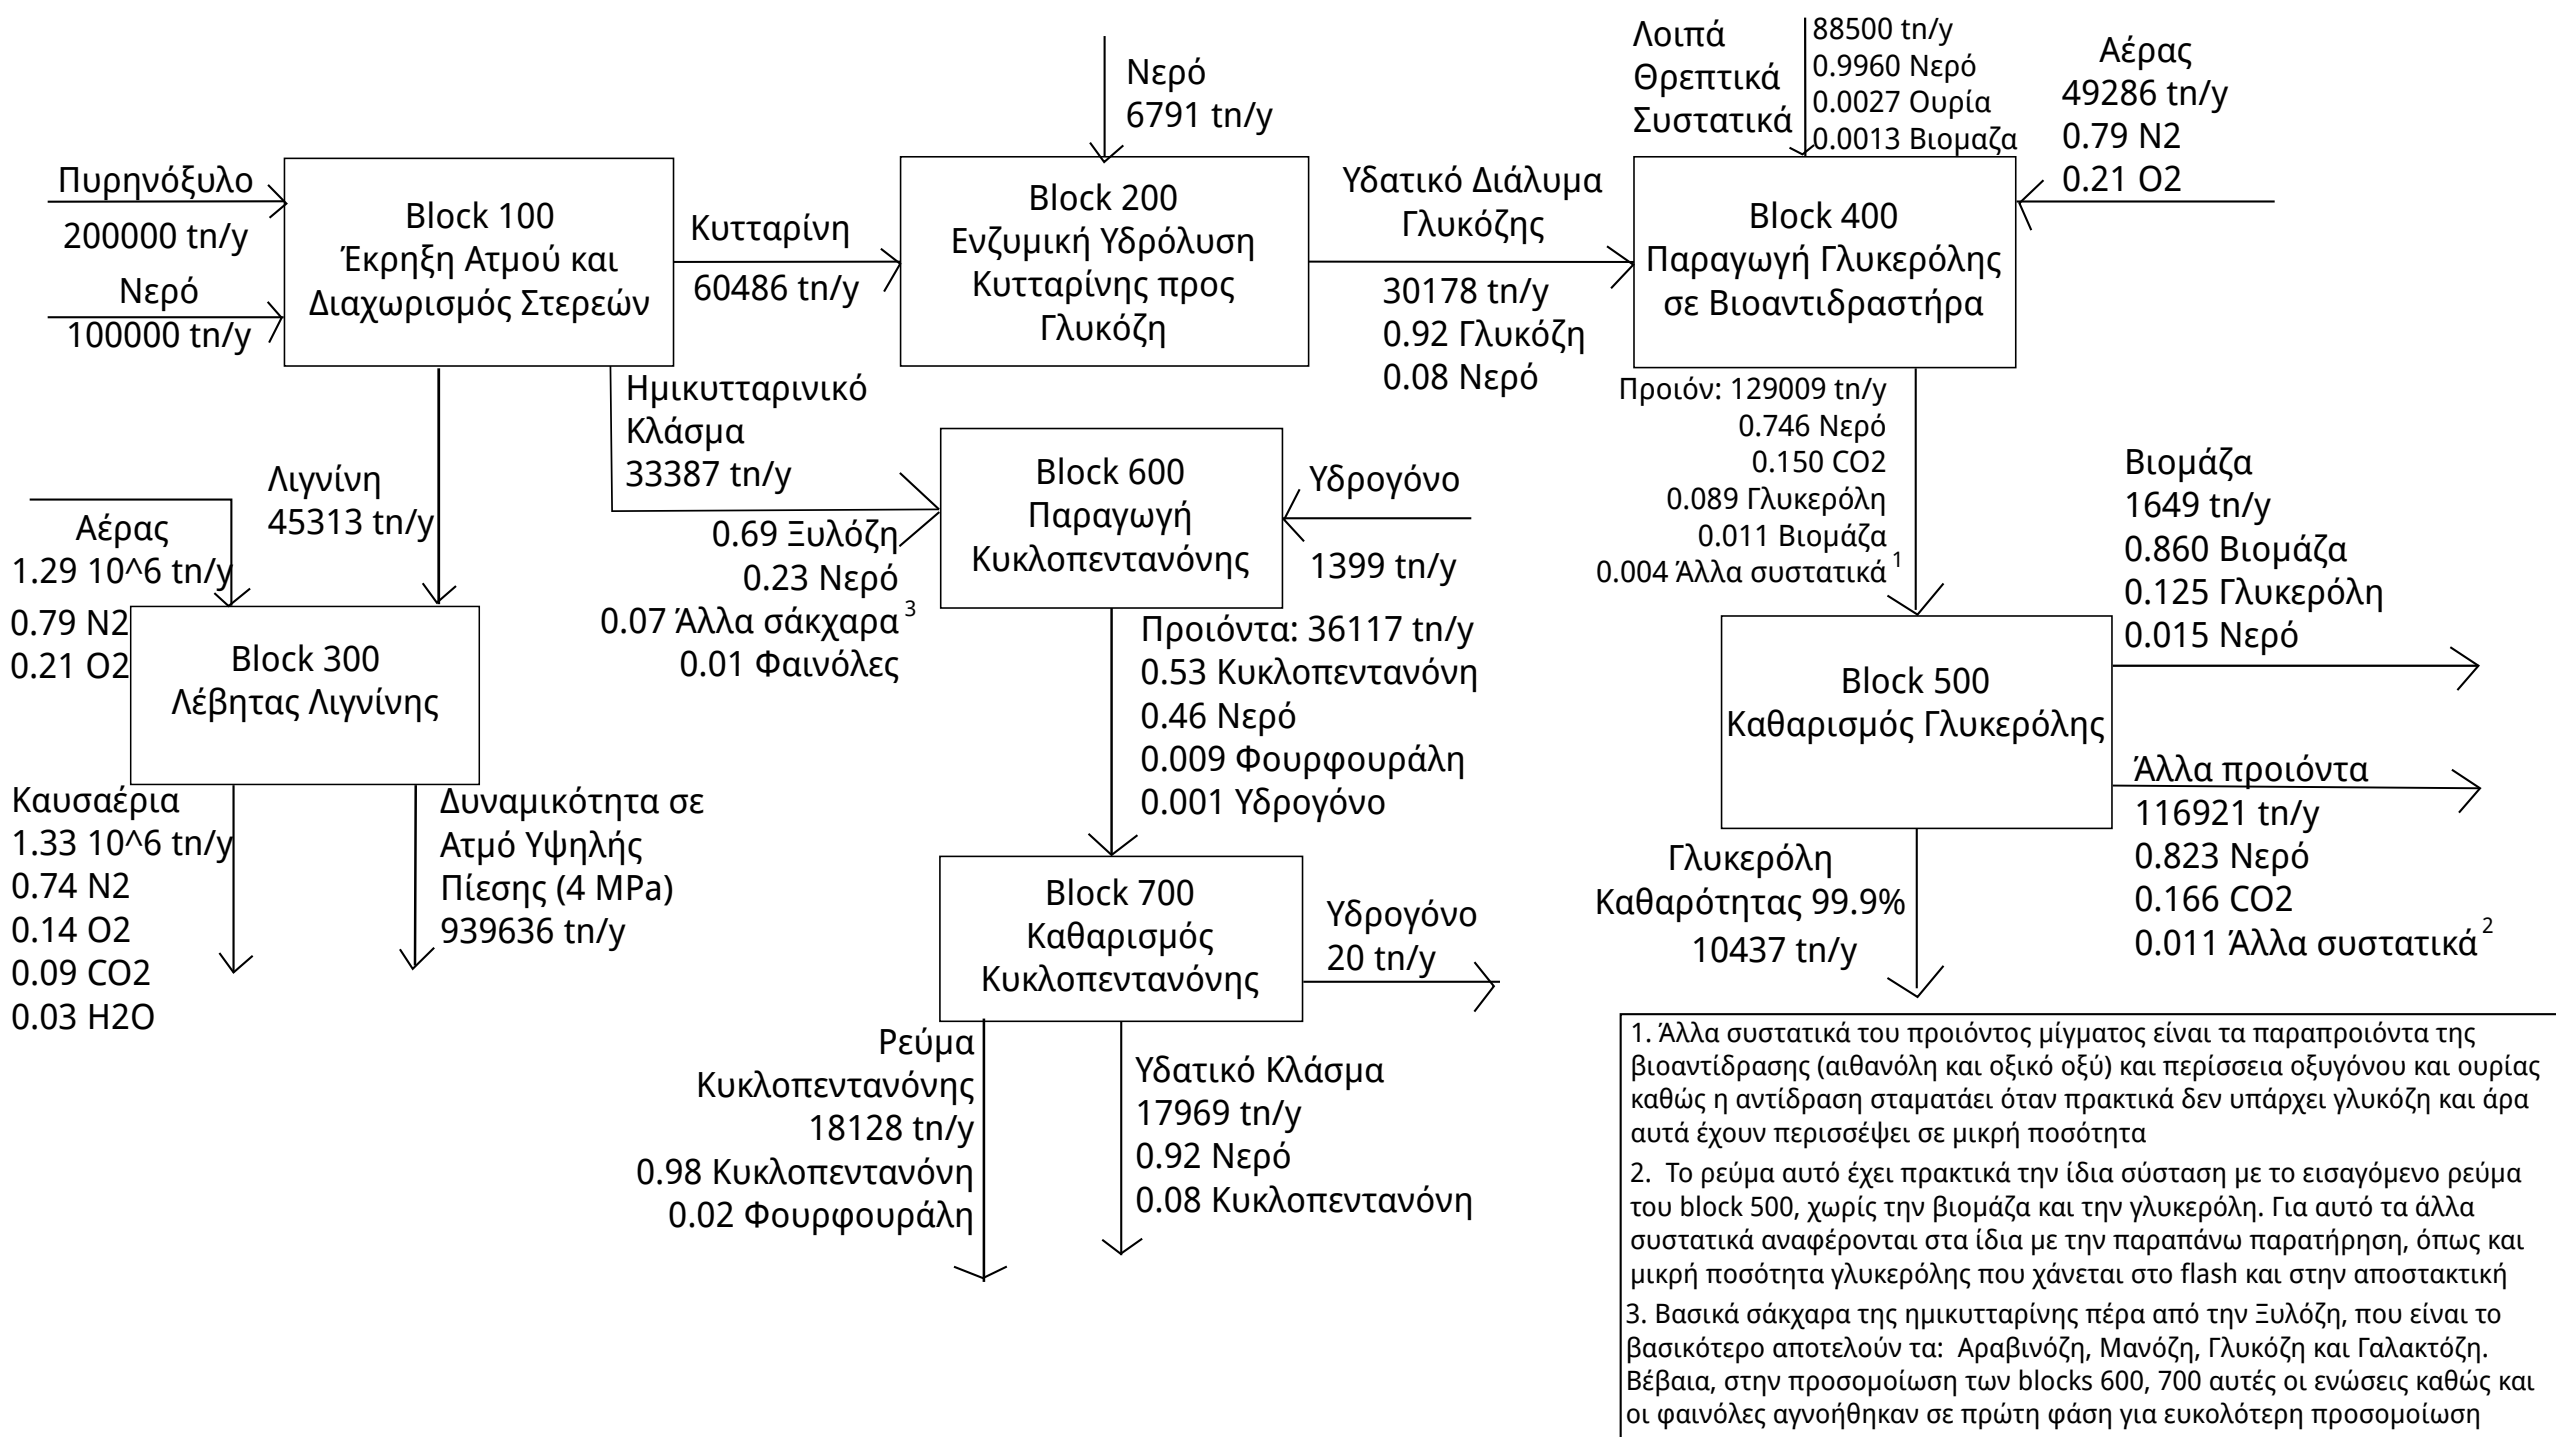 Πυρηνόξυλο
200000 tn/y
Νερό
100000 tn/y
Block 100
Έκρηξη Ατμού και
Διαχωρισμός Στερεών
Κυτταρίνη
60486 tn/y
Νερό
6791 tn/y
Block 200
Ενζυμική Υδρόλυση
Κυτταρίνης προς
Γλυκόζη
Υδατικό Διάλυμα
Γλυκόζης
30178 tn/y
0.92 Γλυκόζη
0.08 Νερό
Λοιπά
Θρεπτικά
Συστατικά
88500 tn/y
0.9960 Νερό
0.0027 Ουρία
0.0013 Βιομαζα
Αέρας
49286 tn/y
0.79 N2
0.21 O2
Block 400
Παραγωγή Γλυκερόλης
σε Βιοαντιδραστήρα
Λιγνίνη
45313 tn/y
Αέρας
1.29 10^6 tn/y
0.79 N2
0.21 O2
Block 300
Λέβητας Λιγνίνης
Καυσαέρια
1.33 10^6 tn/y
0.74 N2
0.14 O2
0.09 CO2
0.03 H2O
Δυναμικότητα σε
Ατμό Υψηλής
Πίεσης (4 MPa)
939636 tn/y
Ημικυτταρινικό
Κλάσμα
33387 tn/y
0.69 Ξυλόζη
0.23 Νερό
0.07 Άλλα σάκχαρα 3
0.01 Φαινόλες
Block 600
Παραγωγή
Κυκλοπεντανόνης
Υδρογόνο
1399 tn/y
Προιόντα: 36117 tn/y
0.53 Κυκλοπεντανόνη
0.46 Νερό
0.009 Φουρφουράλη
0.001 Υδρογόνο
Block 700
Καθαρισμός
Κυκλοπεντανόνης
Υδρογόνο
20 tn/y
Ρεύμα
Κυκλοπεντανόνης
18128 tn/y
0.98 Κυκλοπεντανόνη
0.02 Φουρφουράλη
Υδατικό Κλάσμα
17969 tn/y
0.92 Νερό
0.08 Κυκλοπεντανόνη
Προιόν: 129009 tn/y
0.746 Νερό
0.150 CO2
0.089 Γλυκερόλη
0.011 Βιομάζα
0.004 Άλλα συστατικά 1
Block 500
Καθαρισμός Γλυκερόλης
Βιομάζα
1649 tn/y
0.860 Βιομάζα
0.125 Γλυκερόλη
0.015 Νερό
Άλλα προιόντα
116921 tn/y
0.823 Νερό
0.166 CO2
0.011 Άλλα συστατικά 2
Γλυκερόλη
Καθαρότητας 99.9%
10437 tn/y
1. Άλλα συστατικά του προιόντος μίγματος είναι τα παραπροιόντα της
βιοαντίδρασης (αιθανόλη και οξικό οξύ) και περίσσεια οξυγόνου και ουρίας
καθώς η αντίδραση σταματάει όταν πρακτικά δεν υπάρχει γλυκόζη και άρα
αυτά έχουν περισσέψει σε μικρή ποσότητα
2. Το ρεύμα αυτό έχει πρακτικά την ίδια σύσταση με το εισαγόμενο ρεύμα
του block 500, χωρίς την βιομάζα και την γλυκερόλη. Για αυτό τα άλλα
συστατικά αναφέρονται στα ίδια με την παραπάνω παρατήρηση, όπως και
μικρή ποσότητα γλυκερόλης που χάνεται στο flash και στην αποστακτική
3. Βασικά σάκχαρα της ημικυτταρίνης πέρα από την Ξυλόζη, που είναι το
βασικότερο αποτελούν τα: Αραβινόζη, Μανόζη, Γλυκόζη και Γαλακτόζη.
Βέβαια, στην προσομοίωση των blocks 600, 700 αυτές οι ενώσεις καθώς και
οι φαινόλες αγνοήθηκαν σε πρώτη φάση για ευκολότερη προσομοίωση